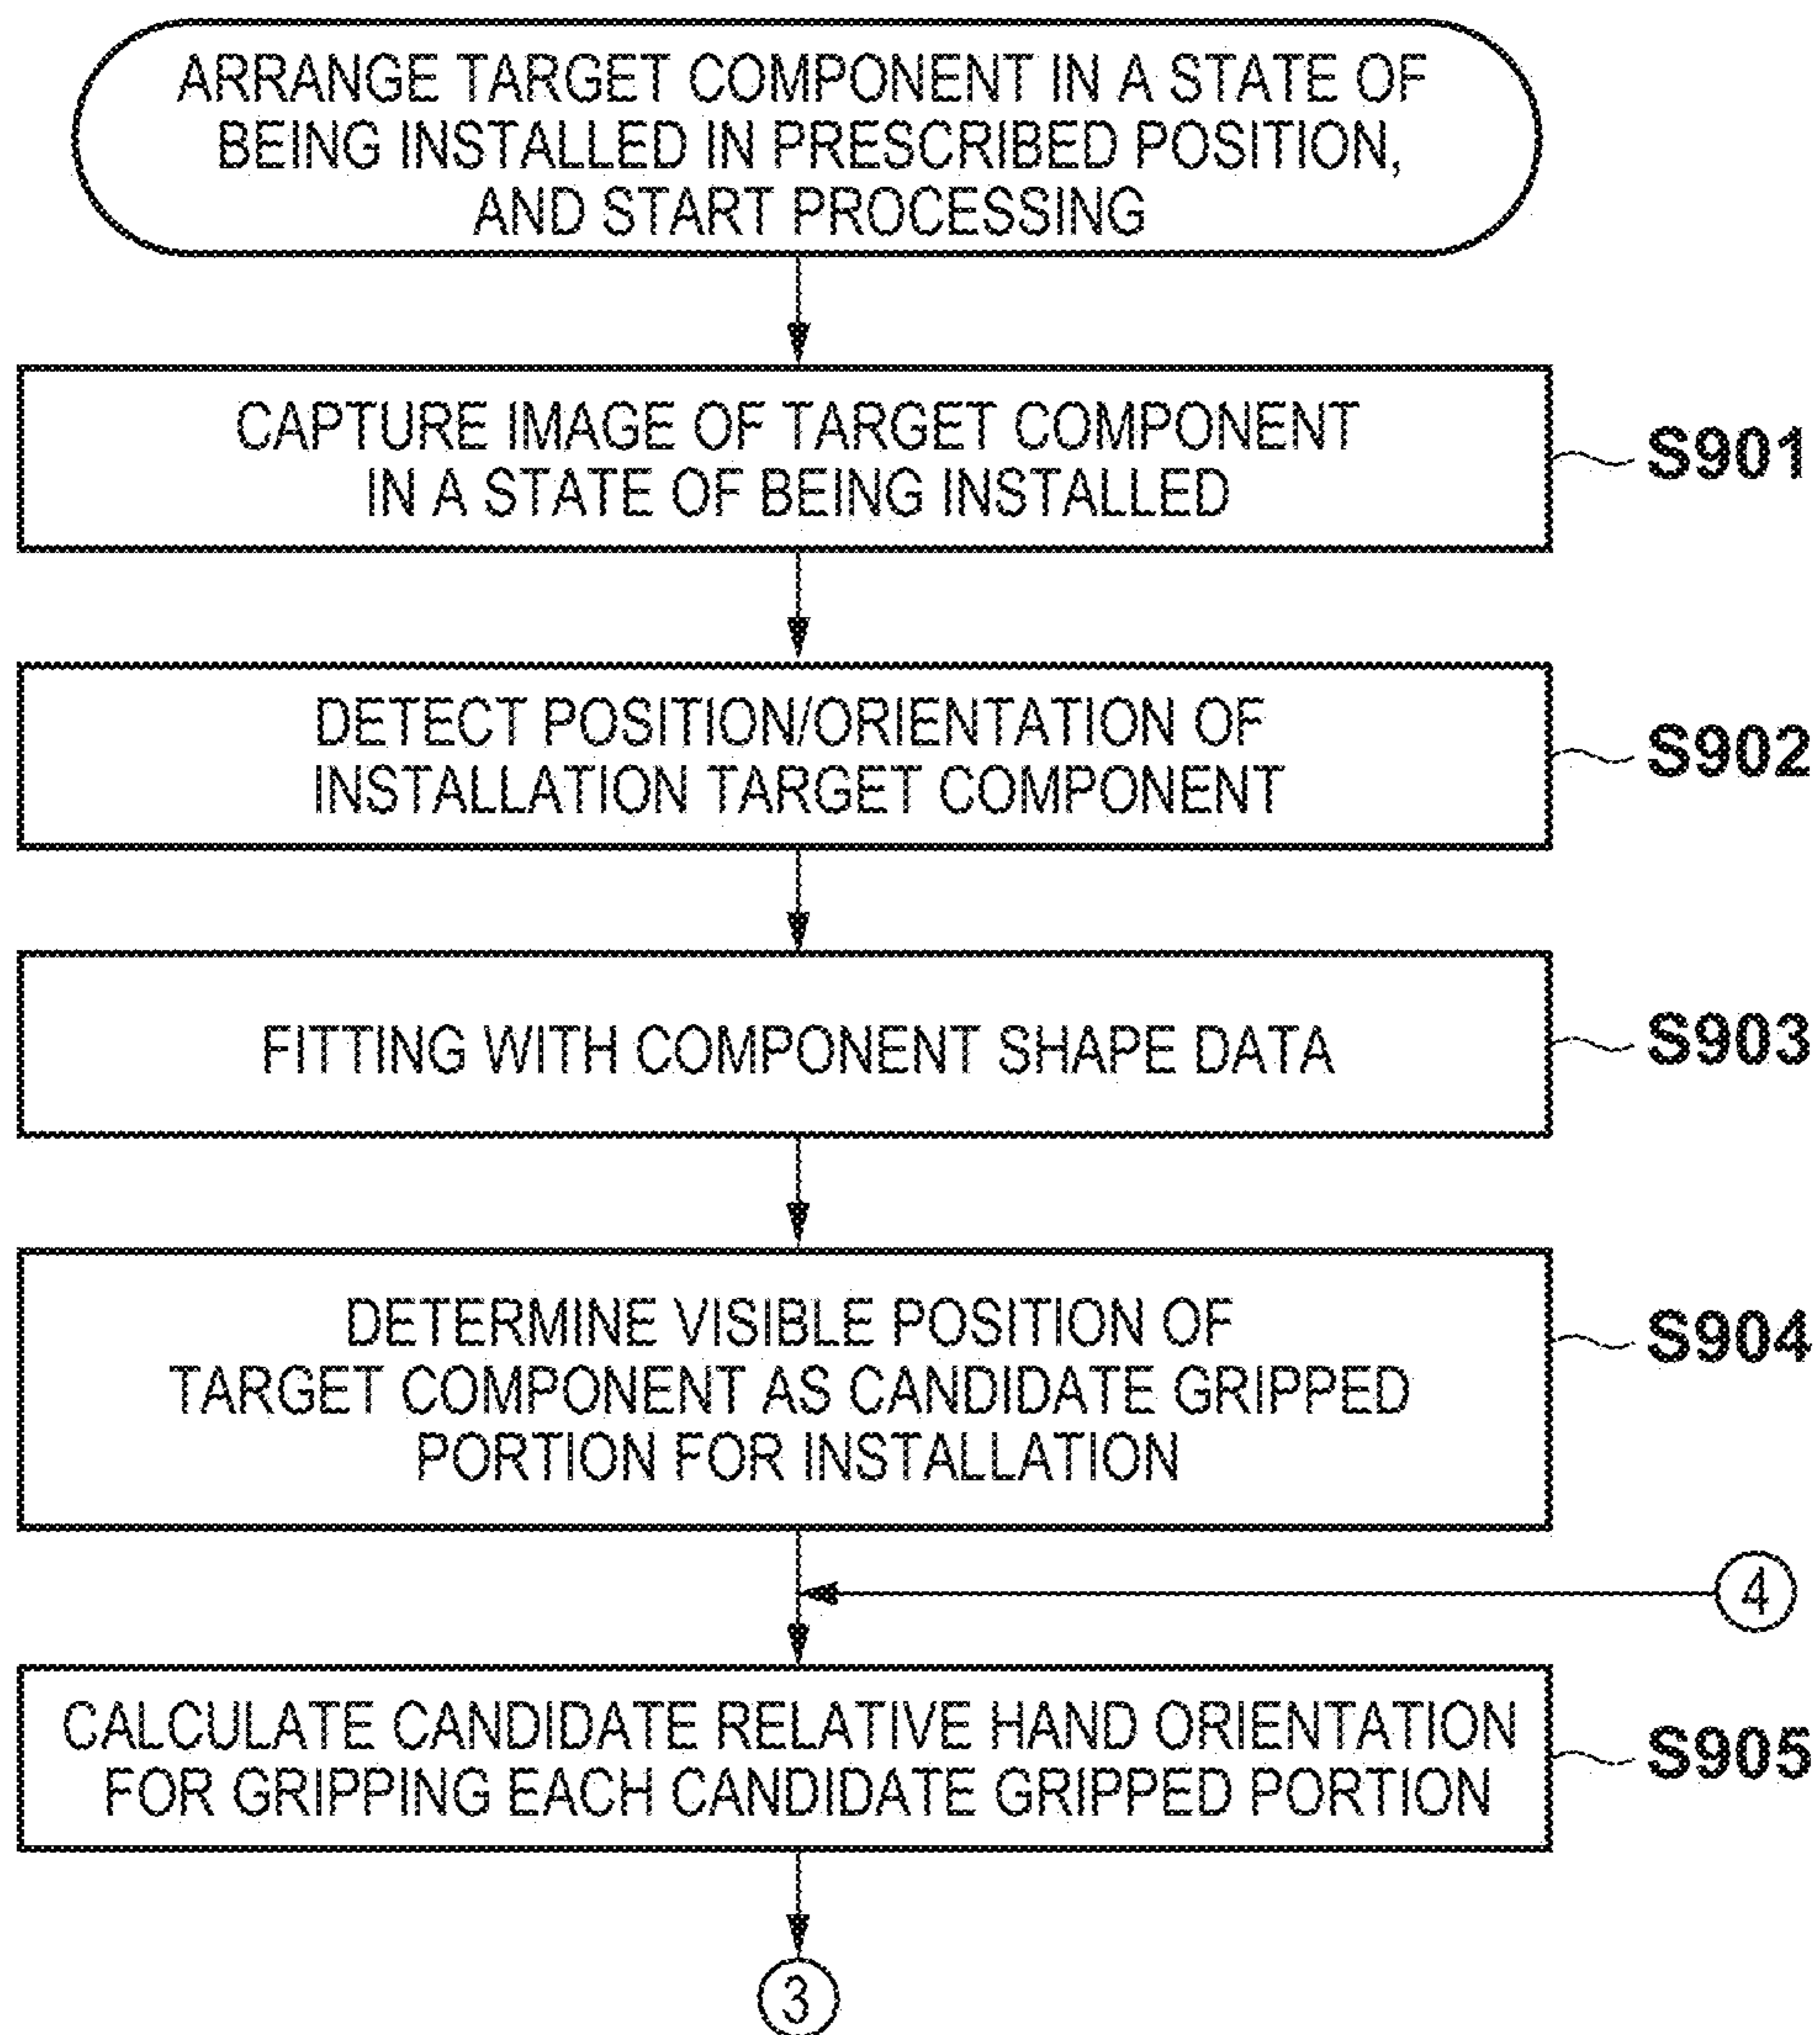 ARRANGE TARGET COMPONENT IN A STATE OF
BEING INSTALLED IN PRESCRIBED POSITION,
AND START PROCESSING
CAPTURE IMAGE OF TARGET COMPONENT
IN A STATE OF BEING INSTALLED
S901
DETECT POSITION/ORIENTATION OF
INSTALLATION TARGET COMPONENT
S902
FITTING WITH COMPONENT SHAPE DATA
S903
DETERMINE VISIBLE POSITION OF
TARGET COMPONENT AS CANDIDATE GRIPPED
PORTION FOR INSTALLATION
S904
4
CALCULATE CANDIDATE RELATIVE HAND ORIENTATION
FOR GRIPPING EACH CANDIDATE GRIPPED PORTION
S905
3